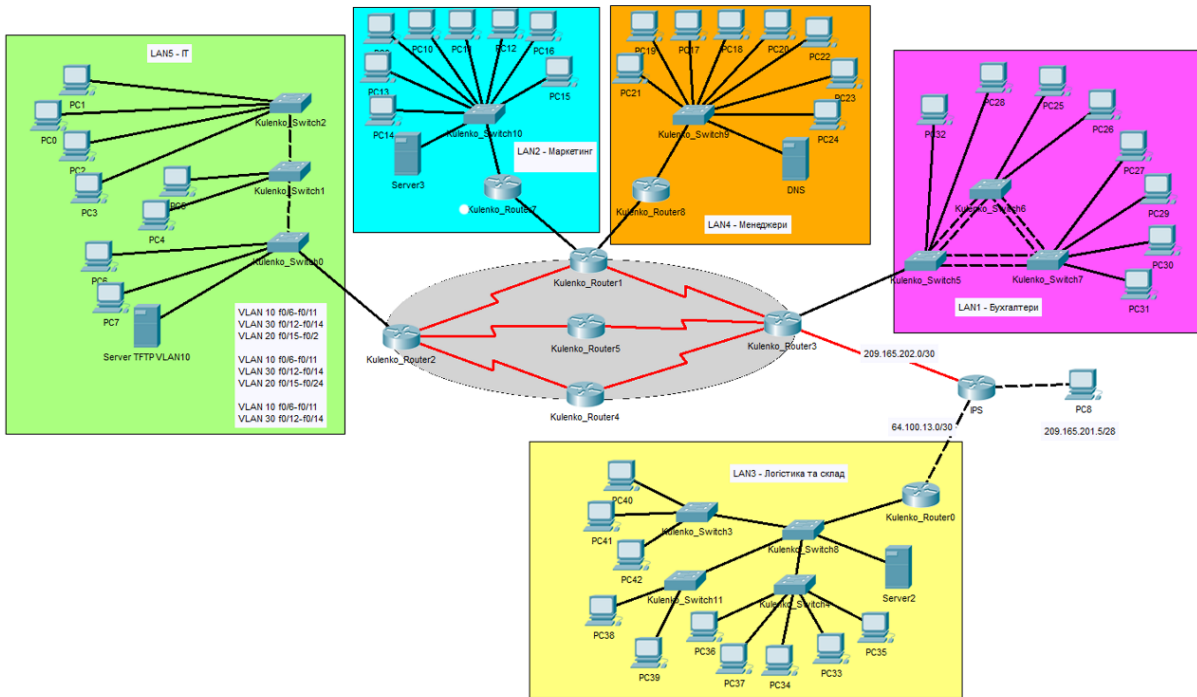 LAN5 - IT
PC1
Kulenko_Switch2
PC0
PC2
PC3
Kulenko_Switch1
PC4
Kulenko_Switch0
PC7
Server TFTP VLAN10
VLAN 10 f0/6-f0/11
VLAN 30 f0/12-f0/14
VLAN 20 f0/15-f0/2
VLAN 10 f0/6-f0/11
VLAN 30 f0/12-f0/14
VLAN 20 f0/15-f0/24
VLAN 10 f0/6-f0/11
VLAN 30 f0/12-f0/14
PC10
PC11
PC12
PC16
PC13
PC15
PC14
Kulenko_Switch10
Server3
LAN2 - Маркетинг
Kulenko_Router7
PC19
PC17
PC18
PC20
PC22
PC21
PC23
Kulenko_Switch9
PC24
DNS
Kulenko_Router8
LAN4 - Менеджери
PC28
PC25
PC26
PC32
PC27
Kulenko_Switch6
PC29
PC30
Kulenko_Switch5
Kulenko_Switch7
PC31
LAN1 - Бухгалтери
Kulenko_Router1
Kulenko_Router2
Kulenko_Router5
Kulenko_Router3
Kulenko_Router4
209.165.202.0/30
IPS
PC8
209.165.201.5/28
64.100.13.0/30
LAN3 - Логістика та склад
PC40
Kulenko_Router0
PC41
Kulenko_Switch3
Kulenko_Switch8
PC42
Kulenko_Switch11
Kulenko_Switch4
Server2
PC38
PC36
PC35
PC39
PC37
PC34
PC33